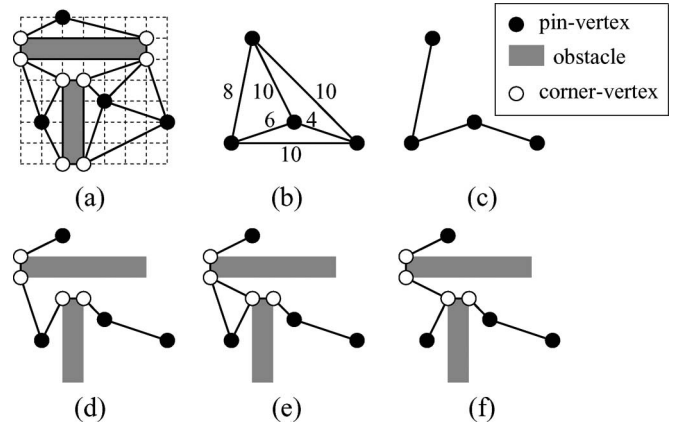 pin-vertex
obstacle
corner-vertex
8
10
10
6
4
10
(a)
(b)
(c)
(d)
(e)
(f)